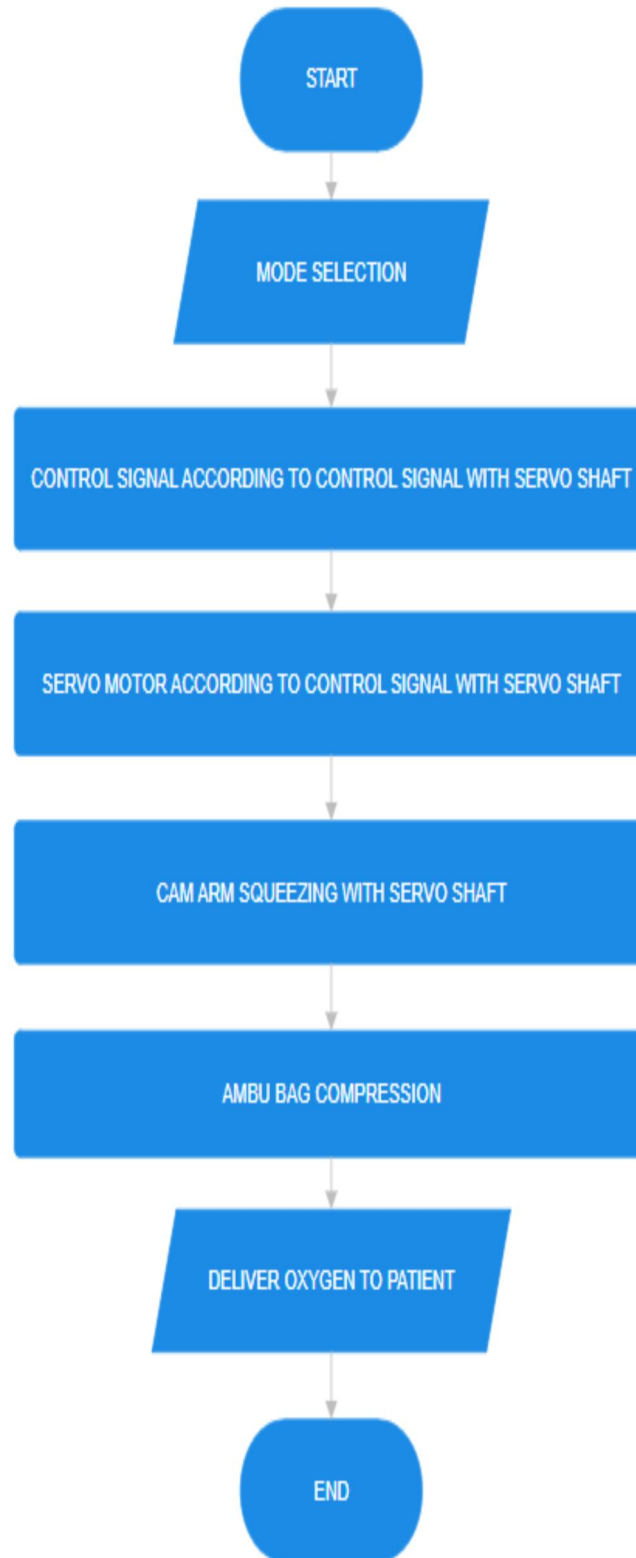 START
MODE SELECTION
CONTROL SIGNAL ACCORDING TO CONTROL SIGNAL WITH SERVO SHAFT
SERVO MOTOR ACCORDING TO CONTROL SIGNAL WITH SERVO SHAFT
CAM ARM SQUEEZING WITH SERVO SHAFT
AMBU BAG COMPRESSION
DELIVER OXYGEN TO PATIENT
END